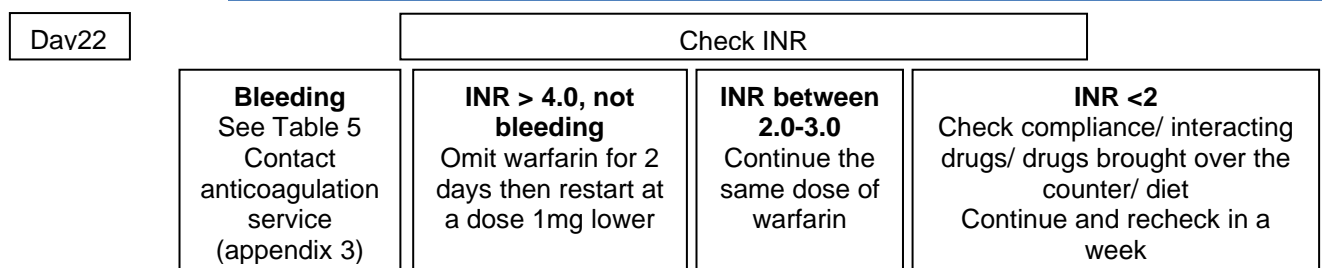 Day22
Check INR
Bleeding
See Table 5
Contact
anticoagulation
service
(appendix 3)
INR > 4.0, not
bleeding
Omit warfarin for 2
days then restart at
a dose 1mg lower
INR between
2.0-3.0
Continue the
same dose of
warfarin
INR <2
Check compliance/ interacting
drugs/ drugs brought over the
counter/ diet
Continue and recheck in a
week